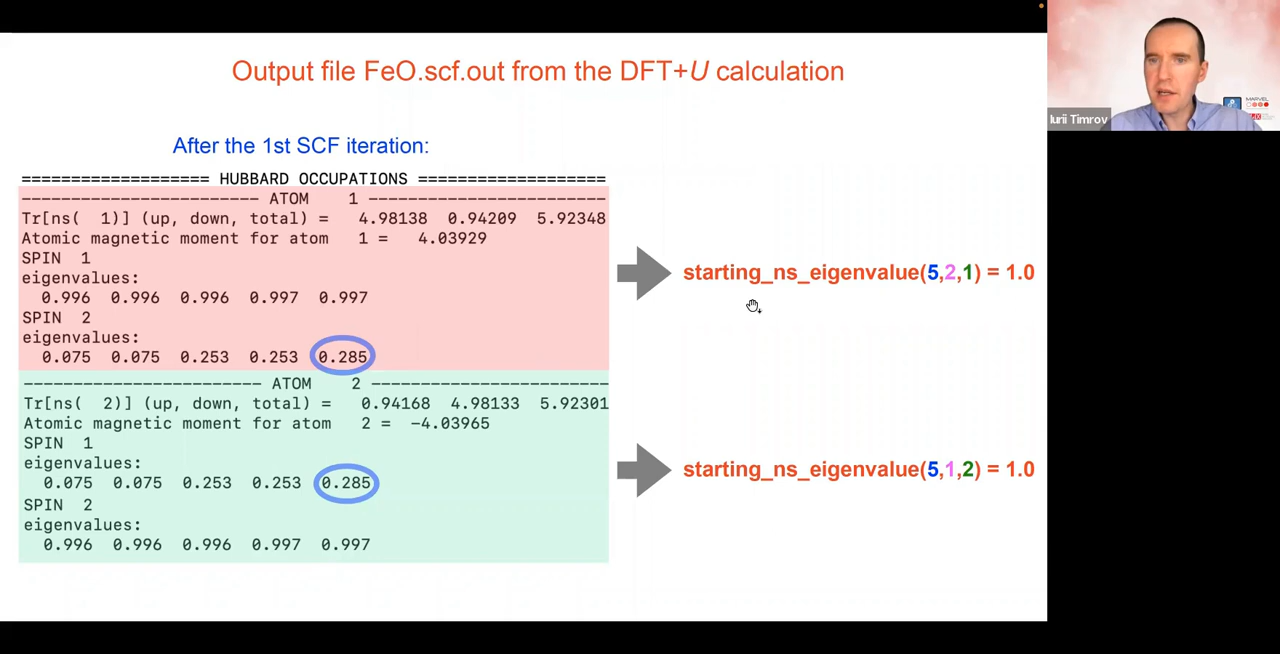 Output file FeO.scf.out from the DFT+U calculation
After the 1st SCF iteration:
=================== HUBBARD OCCUPATIONS ===================
------------------------ ATOM    1 ------------------------
Tr[ns(  1)] (up, down, total) =   4.98138  0.94209  5.92348
Atomic magnetic moment for atom   1 =   4.03929
SPIN  1
eigenvalues:
0.996  0.996  0.996  0.997  0.997
SPIN  2
eigenvalues:
0.075  0.075  0.253  0.253  0.285
starting_ns_eigenvalue(5,2,1) = 1.0
------------------------ ATOM    2 ------------------------
Tr[ns(  2)] (up, down, total) =   0.94168  4.98133  5.92301
Atomic magnetic moment for atom   2 =  -4.03965
SPIN  1
eigenvalues:
0.075  0.075  0.253  0.253  0.285
SPIN  2
eigenvalues:
0.996  0.996  0.996  0.997  0.997
starting_ns_eigenvalue(5,1,2) = 1.0
Iurii Timrov
MARVEL